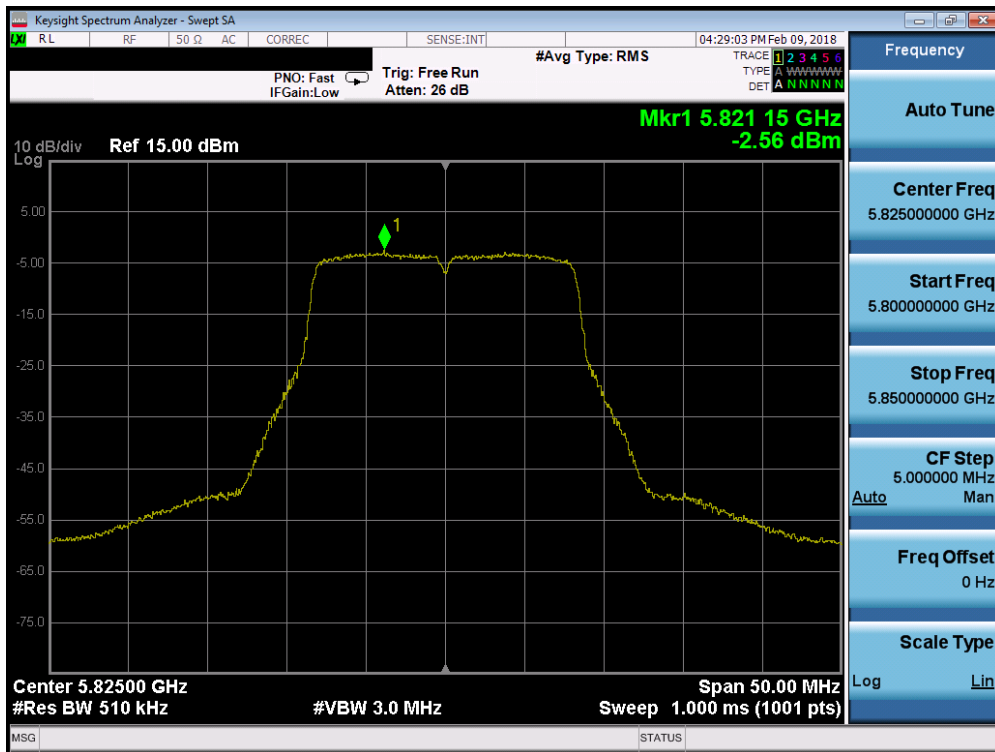 Keysight Spectrum Analyzer - Swept SA
LXI RL RF 50 Ω AC CORREC SENSE:INT 04:29:03 PM Feb 09, 2018
PNO: Fast
IFGain:Low
Trig: Free Run
Atten: 26 dB
#Avg Type: RMS
TRACE 1 2 3 4 5 6
TYPE A WWWWW
DET A N N N N N
Mkr1 5.821 15 GHz
-2.56 dBm
10 dB/div Ref 15.00 dBm
Log
1
5.00
-5.00
-15.0
-25.0
-35.0
-45.0
-55.0
-65.0
-75.0
Center 5.82500 GHz Span 50.00 MHz
#Res BW 510 kHz #VBW 3.0 MHz Sweep 1.000 ms (1001 pts)
MSG STATUS
Frequency
Auto Tune
Center Freq
5.825000000 GHz
Start Freq
5.800000000 GHz
Stop Freq
5.850000000 GHz
CF Step
5.000000 MHz
Auto Man
Freq Offset
0 Hz
Scale Type
Log Lin